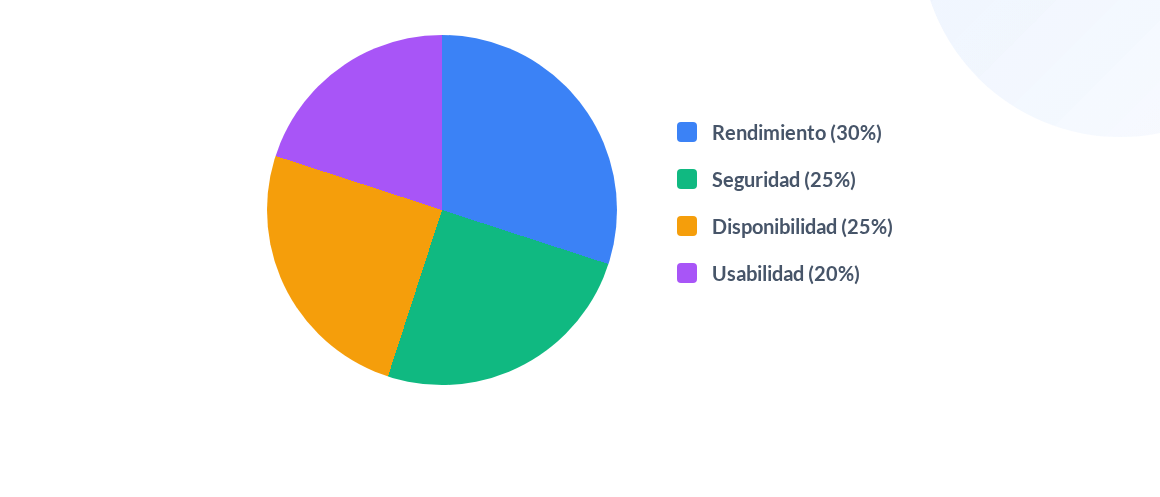 Rendimiento (30%)
Seguridad (25%)
Disponibilidad (25%)
Usabilidad (20%)